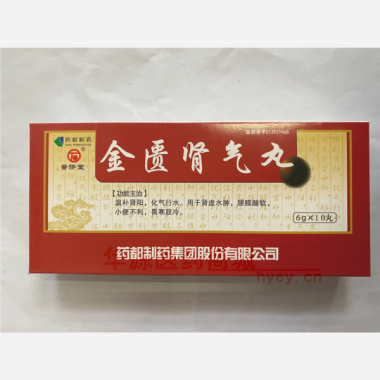 药都制药
金匮肾气丸
【功能主治】
温补肾阳，化气行水。用于肾虚水肿，腰膝酸软，
小便不利，畏寒肢冷。
6g×10丸
药都制药集团股份有限公司
hyey.cn